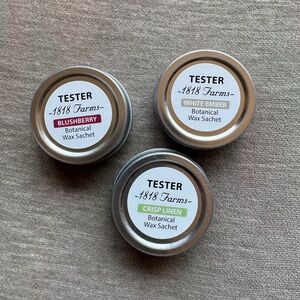 TESTER
-1818 Farms-
BLUSHBERRY
Botanical
Wax Sachet
TESTER
-1818 Farms-
WHITE EMBER
Botanical
Wax Sachet
TESTER
-1818 Farms-
CRISP LINEN
Botanical
Wax Sachet